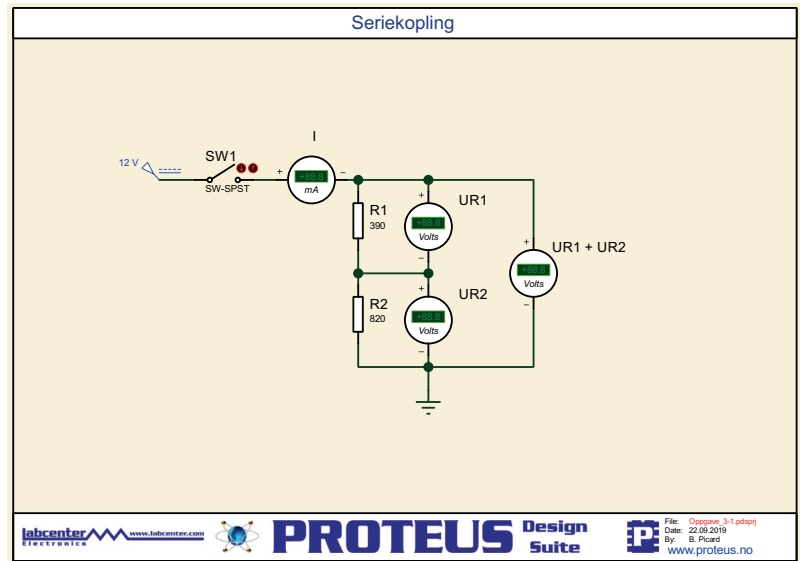 Seriekopling
I
12 V
SW1
SW-SPST
+ −
+88.8
mA
R1
390
+
UR1
+88.8
Volts
−
+
UR1 + UR2
+88.8
Volts
−
R2
820
+
UR2
+88.8
Volts
−
labcenter www.labcenter.com
Electronics
PROTEUS Design
Suite
File: Oppgave_3-1.pdsprj
Date: 22.09.2019
By: B. Picard
www.proteus.no